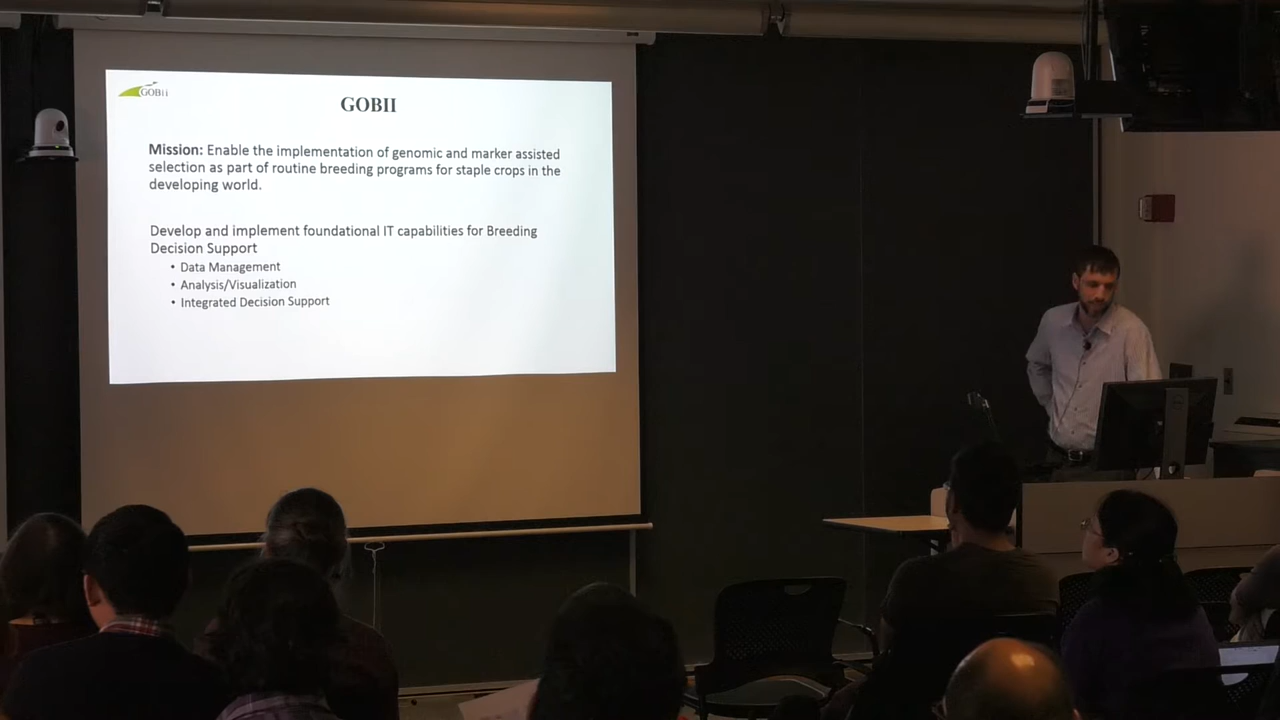 GOBii
GOBII
Mission: Enable the implementation of genomic and marker assisted
selection as part of routine breeding programs for staple crops in the
developing world.
Develop and implement foundational IT capabilities for Breeding
Decision Support
• Data Management
• Analysis/Visualization
• Integrated Decision Support